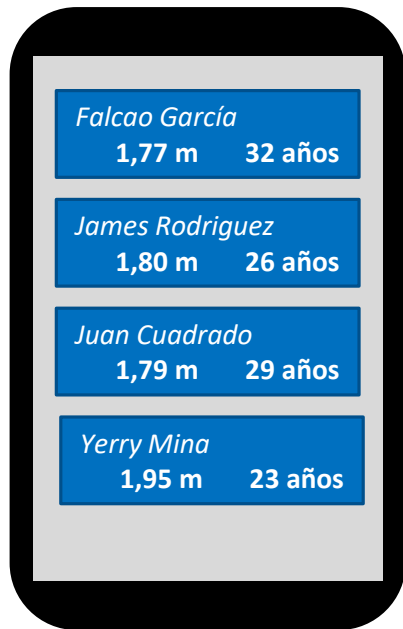 Falcao García
1,77 m 32 años
James Rodriguez
1,80 m 26 años
Juan Cuadrado
1,79 m 29 años
Yerry Mina
1,95 m 23 años